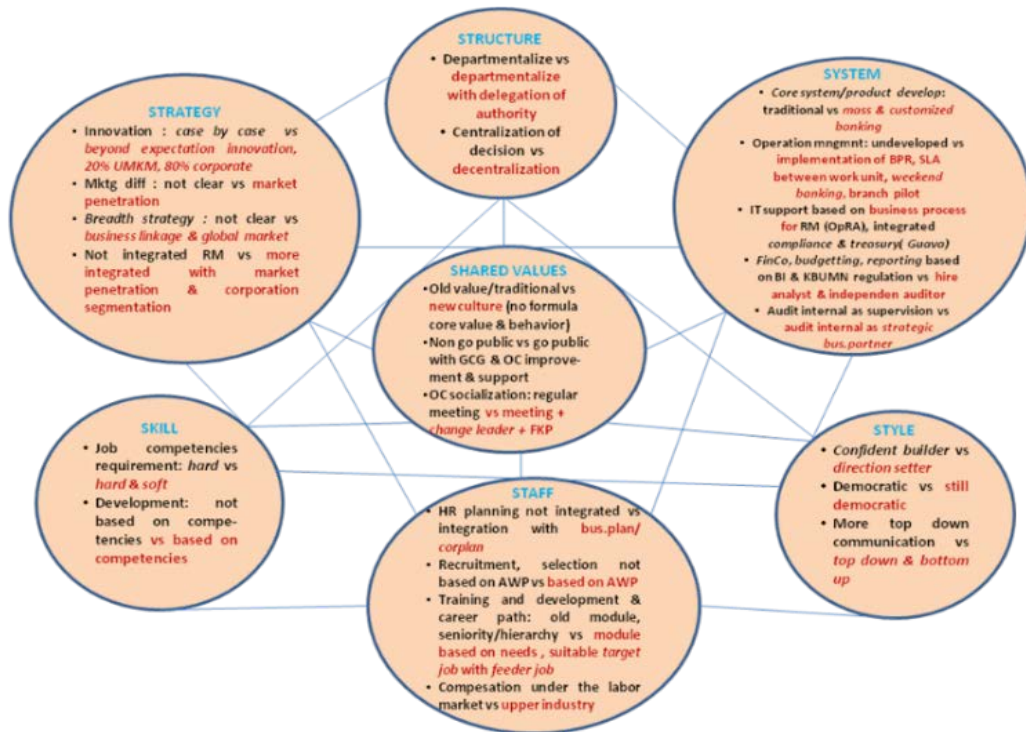 STRUCTURE
• Departmentalize vs
departmentalize
with delegation of
authority
• Centralization of
decision vs
decentralization
STRATEGY
• Innovation : case by case vs
beyond expectation innovation,
20% UMKM, 80% corporate
• Mktg diff : not clear vs market
penetration
• Breadth strategy : not clear vs
business linkage & global market
• Not integrated RM vs more
integrated with market
penetration & corporation
segmentation
SYSTEM
• Core system/product develop:
traditional vs mass & customized
banking
• Operation mngmnt: undeveloped vs
implementation of BPR, SLA
between work unit, weekend
banking, branch pilot
• IT support based on business process
for RM (OpRA), integrated
compliance & treasury( Guava)
• FinCo, budgetting, reporting based
on BI & KBUMN regulation vs hire
analyst & independen auditor
• Audit internal as supervision vs
audit internal as strategic
bus.partner
SHARED VALUES
• Old value/traditional vs
new culture (no formula
core value & behavior)
• Non go public vs go public
with GCG & OC improve-
ment & support
• OC socialization: regular
meeting vs meeting +
change leader + FKP
SKILL
• Job competencies
requirement: hard vs
hard & soft
• Development: not
based on compe-
tencies vs based on
competencies
STAFF
• HR planning not integrated vs
integration with bus.plan/
corplan
• Recruitment, selection not
based on AWP vs based on AWP
• Training and development &
career path: old module,
seniority/hierarchy vs module
based on needs , suitable target
job with feeder job
• Compesation under the labor
market vs upper industry
STYLE
• Confident builder vs
direction setter
• Democratic vs still
democratic
• More top down
communication vs
top down & bottom
up